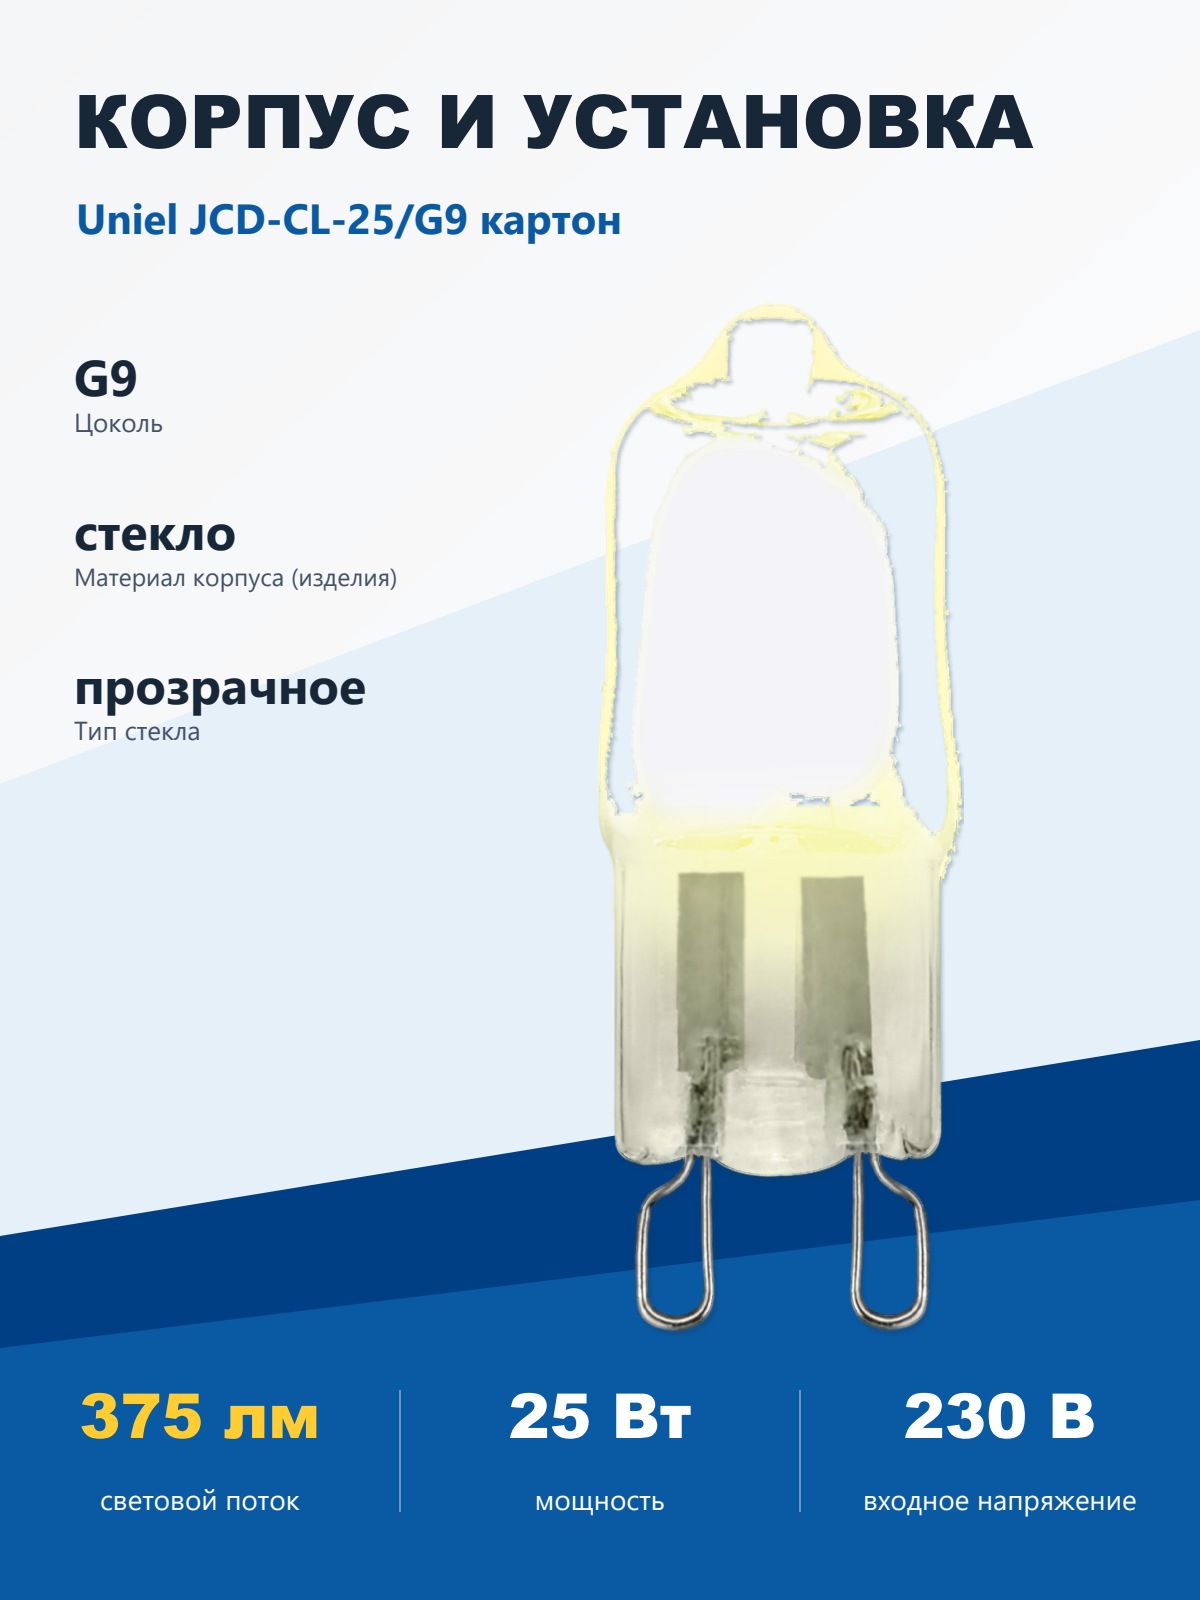 КОРПУС И УСТАНОВКА
Uniel JCD-CL-25/G9 картон
G9
Цоколь
стекло
Материал корпуса (изделия)
прозрачное
Тип стекла
375 лм
световой поток
25 Вт
мощность
230 В
входное напряжение